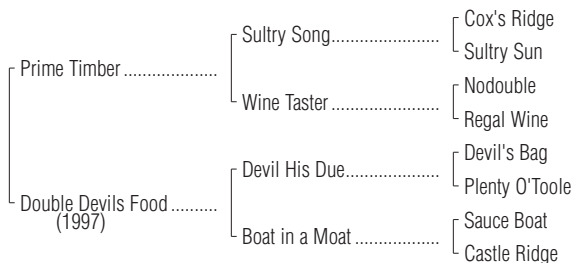 Cox's Ridge
Sultry Song........................
Sultry Sun
Prime Timber ....................
Nodouble
Wine Taster ........................
Regal Wine
Devil's Bag
Devil His Due.....................
Plenty O'Toole
Double Devils Food ..........
(1997)
Sauce Boat
Boat in a Moat ..................
Castle Ridge